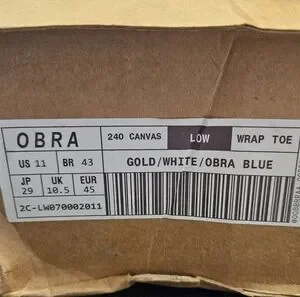 OBRA 240 CANVAS LOW WRAP TOE
US 11 BR 43 GOLD/WHITE/OBRA BLUE
JP 29 UK 10.5 EUR 45
2C-LW070002011